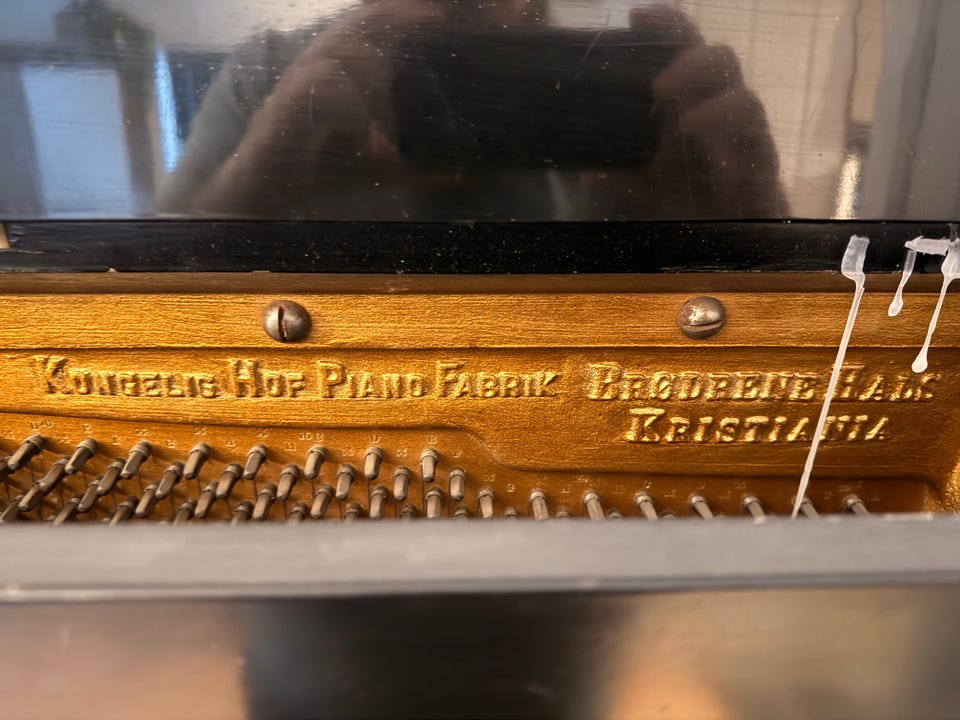 KONGELIG HOF PIANO FABRIK
BRØDRENE HALS
KRISTIANIA